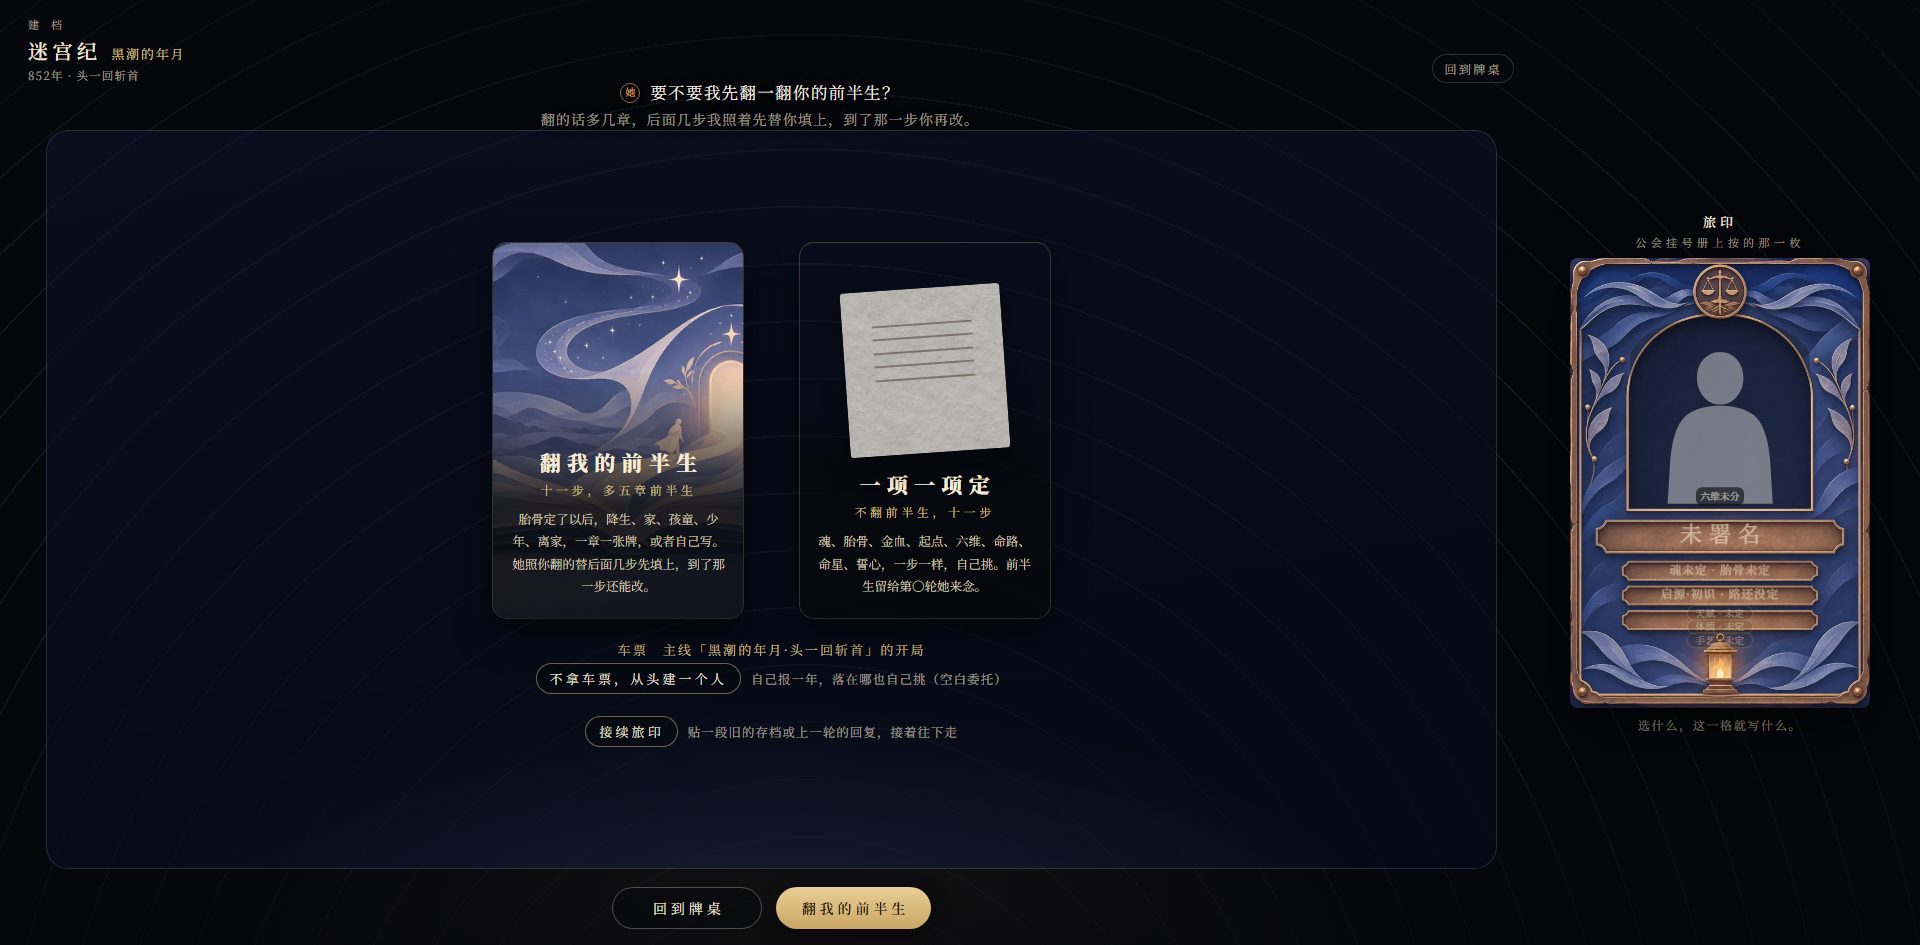 建 档
迷宫纪 黑潮的年月
852年 · 头一回斩首
回到牌桌
她 要不要我先翻一翻你的前半生？
翻的话多几章，后面几步我照着先替你填上，到了那一步你再改。
翻我的前半生
十一步，多五章前半生
胎骨定了以后，降生、家、孩童、少
年、离家，一章一张牌，或者自己写。
她照你翻的替后面几步先填上，到了那
一步还能改。
一项一项定
不翻前半生，十一步
魂、胎骨、金血、起点、六维、命路、
命星、誓心，一步一样，自己挑。前半
生留给第〇轮她来念。
车票 主线「黑潮的年月·头一回斩首」的开局
不拿车票，从头建一个人 自己报一年，落在哪也自己挑（空白委托）
接续旅印 贴一段旧的存档或上一轮的回复，接着往下走
回到牌桌
翻我的前半生
旅印
公会挂号册上按的那一枚
六维未分
未署名
魂未定 · 胎骨未定
启源·初识 · 路还没定
天赋 · 未定
体质 · 未定
手艺 · 未定
选什么，这一格就写什么。